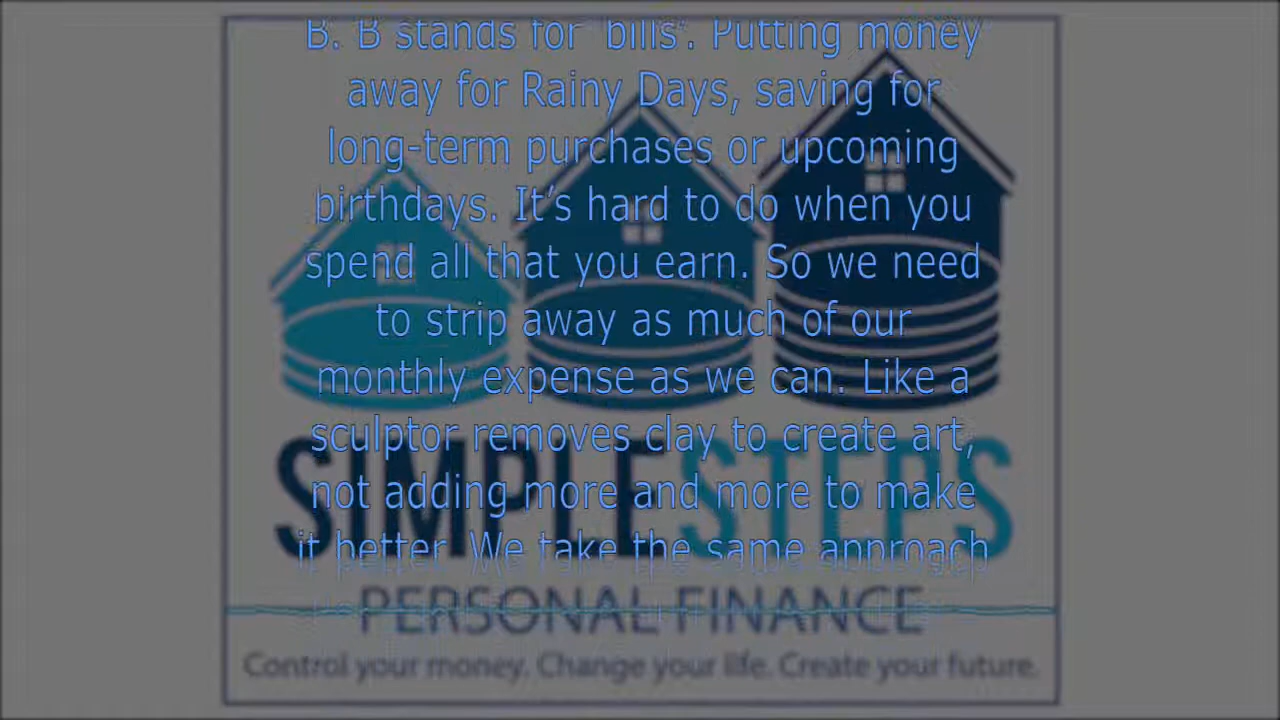 B. B stands for ‘bills’. Putting money
away for Rainy Days, saving for
long-term purchases or upcoming
birthdays. It’s hard to do when you
spend all that you earn. So we need
to strip away as much of our
monthly expense as we can. Like a
sculptor removes clay to create art,
not adding more and more to make
it better. We take the same approach
SIMPLESTEPS
PERSONAL FINANCE
Control your money. Change your life. Create your future.